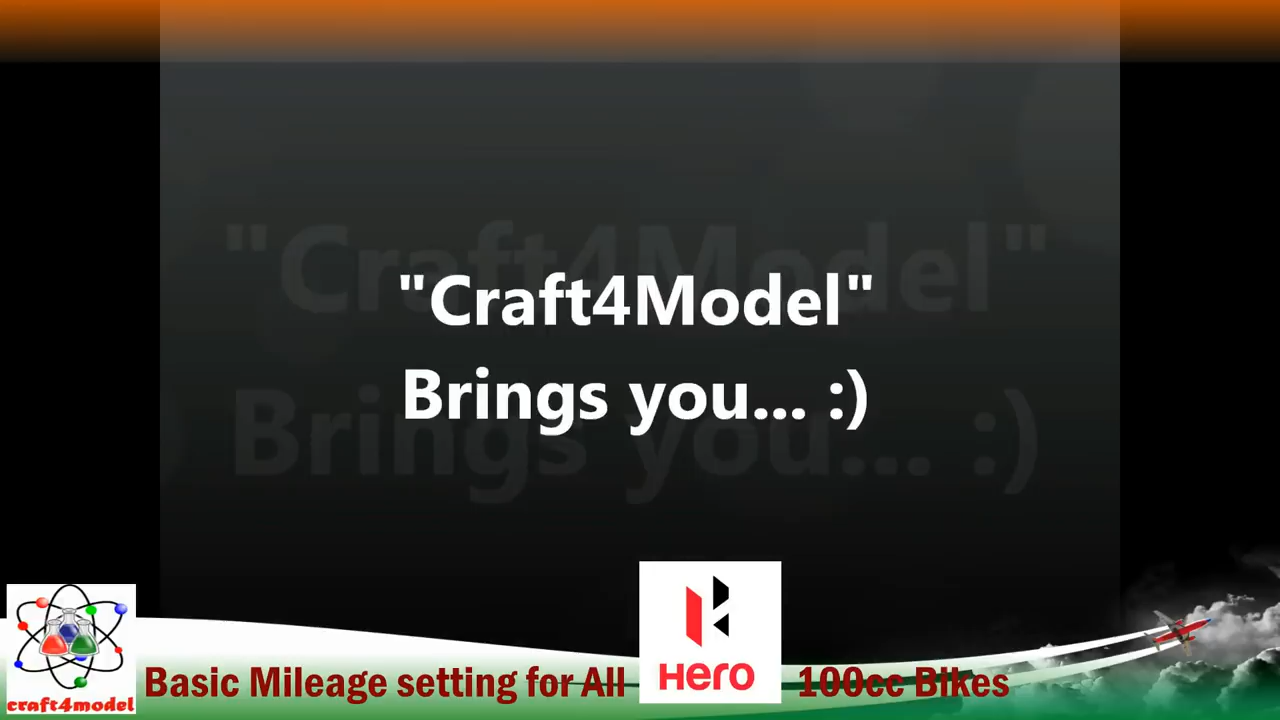 "Craft4Model"
Brings you... :)
craft4model
Basic Mileage setting for All
HERO
100cc BIkes